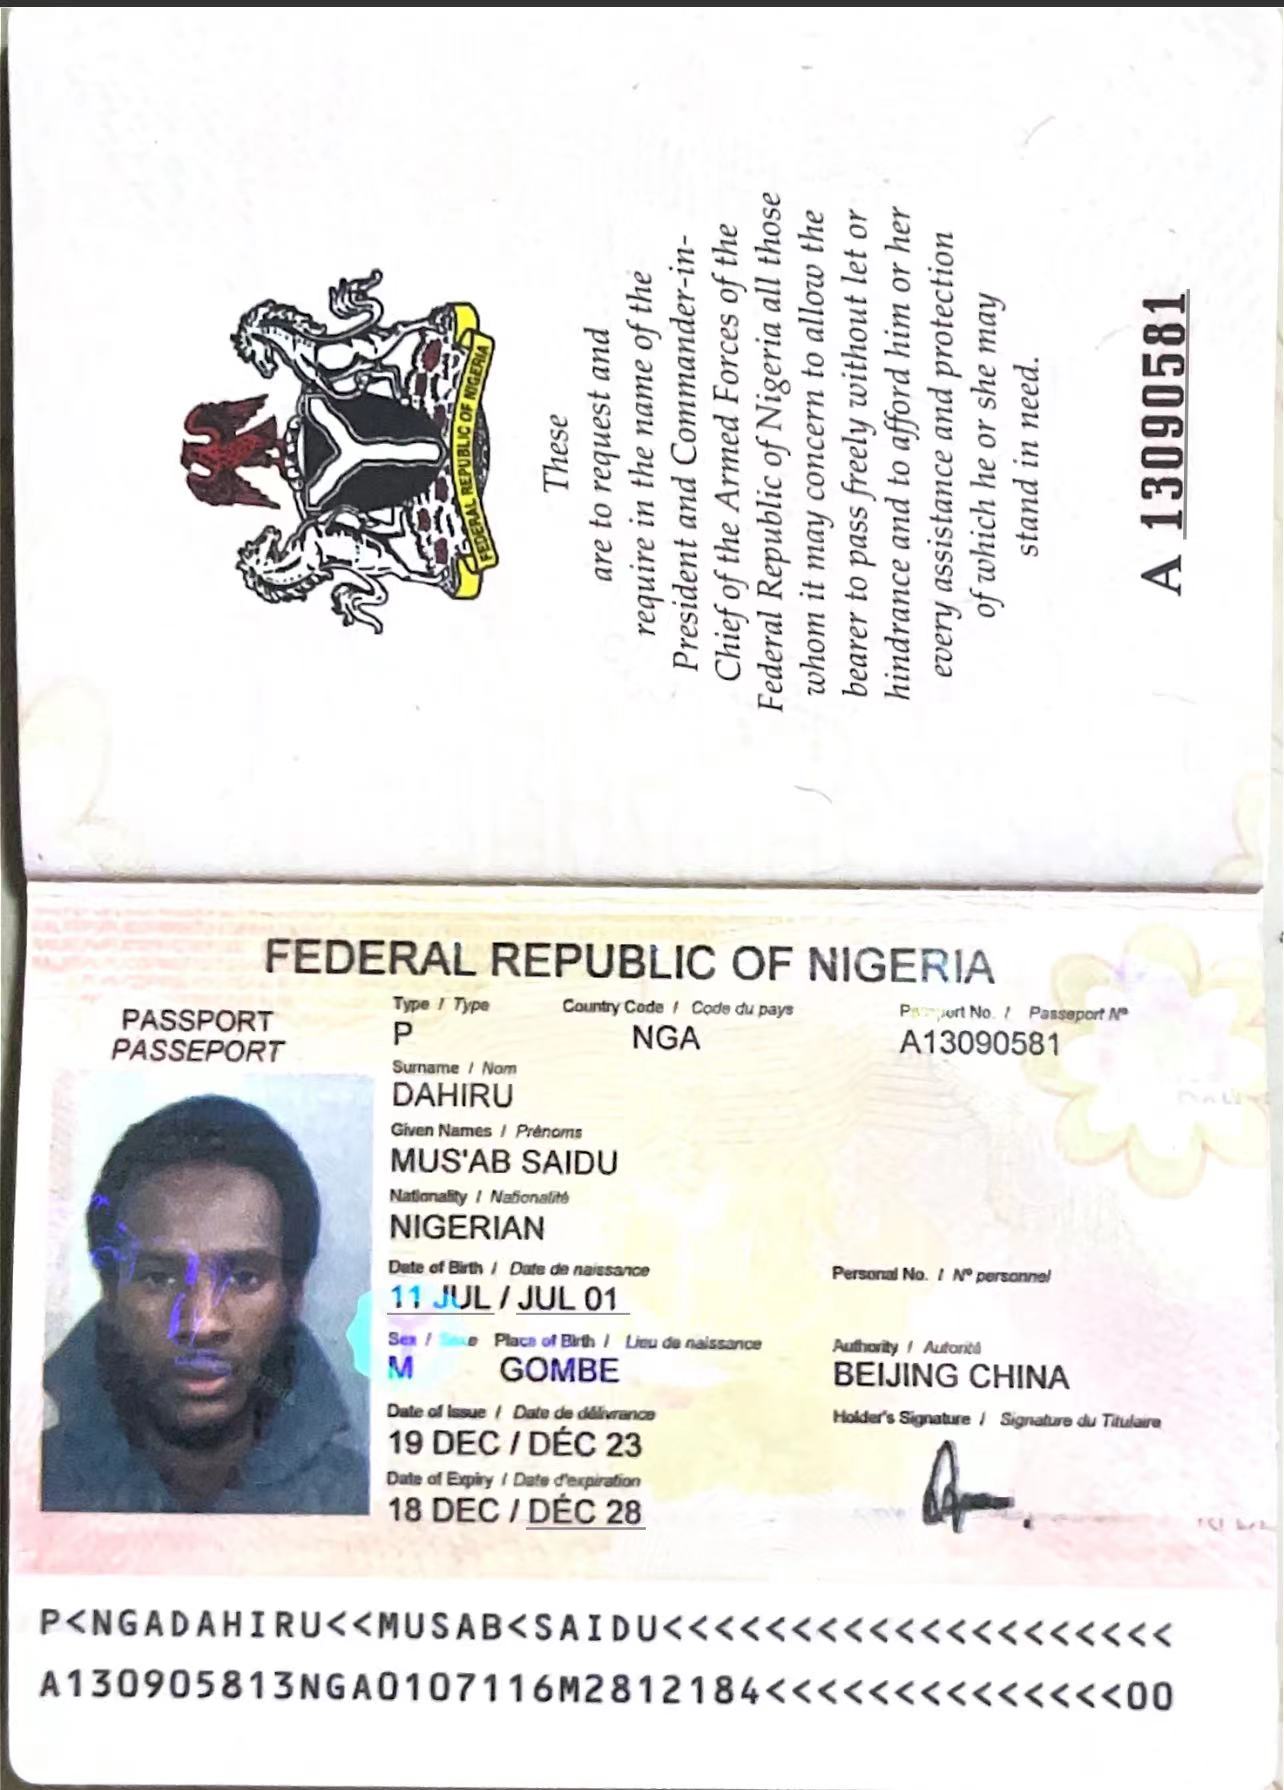 FEDERAL REPUBLIC OF NIGERIA
These
are to request and
require in the name of the
President and Commander-in-
Chief of the Armed Forces of the
Federal Republic of Nigeria all those
whom it may concern to allow the
bearer to pass freely without let or
hindrance and to afford him or her
every assistance and protection
of which he or she may
stand in need.
A 13090581
FEDERAL REPUBLIC OF NIGERIA
PASSPORT
PASSEPORT
Type / Type Country Code / Code du pays Passport No. / Passeport Nº
P NGA A13090581
Surname / Nom
DAHIRU
Given Names / Prénoms
MUS'AB SAIDU
Nationality / Nationalité
NIGERIAN
Date of Birth / Date de naissance Personal No. / Nº personnel
11 JUL / JUL 01
Sex / Sexe Place of Birth / Lieu de naissance Authority / Autorité
M GOMBE BEIJING CHINA
Date of Issue / Date de délivrance Holder's Signature / Signature du Titulaire
19 DEC / DÉC 23
Date of Expiry / Date d'expiration
18 DEC / DÉC 28
P<NGADAHIRU<<MUSAB<SAIDU<<<<<<<<<<<<<<<<<<<<
A130905813NGA0107116M2812184<<<<<<<<<<<<<<00